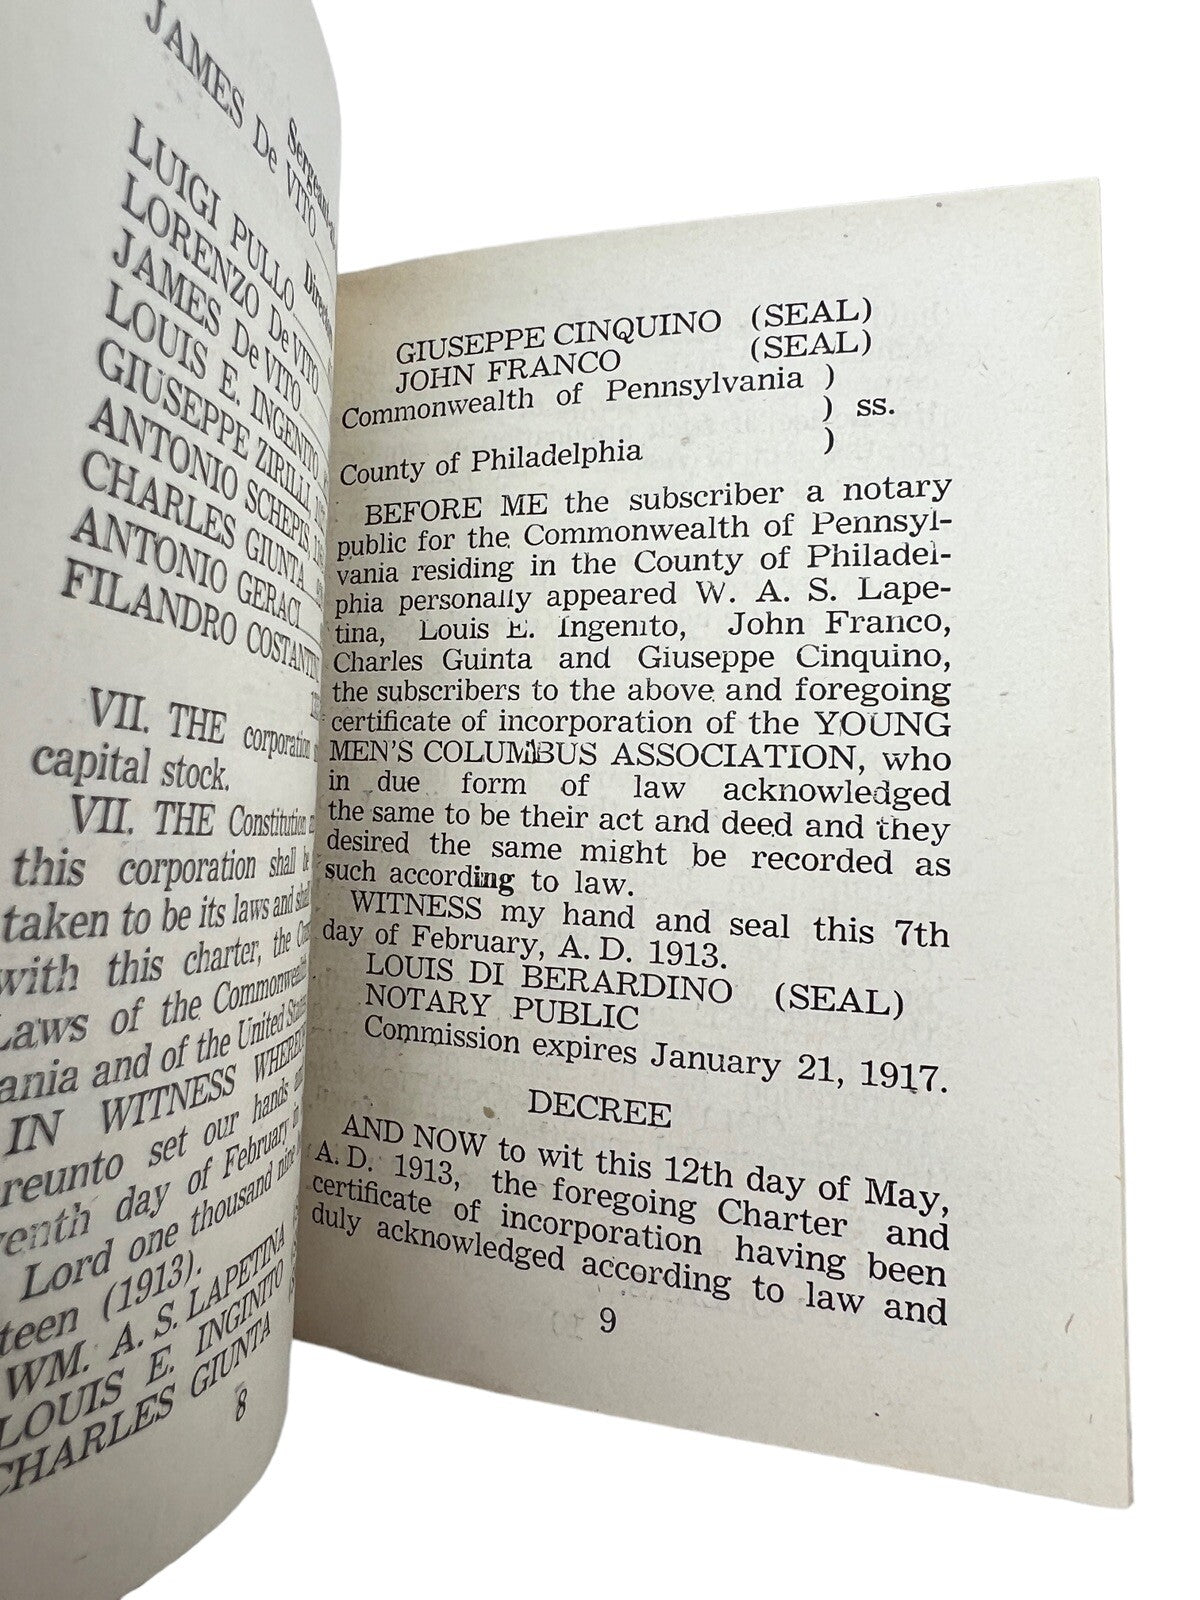 Sergeant
JAMES De VITO
Director
LUIGI PULLO
LORENZO De VITO
JAMES De VITO
LOUIS E. INGENITO,
GIUSEPPE ZIRILLI,
ANTONIO SCHEPIS,
CHARLES GIUNTA
ANTONIO GERACI
FILANDRO COSTANTI
VII. THE corporation
capital stock.
VII. THE Constitution
this corporation shall be
taken to be its laws and
with this charter, the
Laws of the Commonwealth
ania and of the United States
IN WITNESS WHEREOF
reunto set our hands
venth day of February in
Lord one thousand nine
teen (1913).
WM. A. S. LAPETINA
LOUIS E. INGINITO
CHARLES GIUNTA
8
GIUSEPPE CINQUINO (SEAL)
JOHN FRANCO (SEAL)
Commonwealth of Pennsylvania )
) ss.
County of Philadelphia )
BEFORE ME the subscriber a notary
public for the Commonwealth of Pennsyl-
vania residing in the County of Philadel-
phia personally appeared W. A. S. Lape-
tina, Louis E. Ingenito, John Franco,
Charles Guinta and Giuseppe Cinquino,
the subscribers to the above and foregoing
certificate of incorporation of the YOUNG
MEN'S COLUMBUS ASSOCIATION, who
in due form of law acknowledged
the same to be their act and deed and they
desired the same might be recorded as
such according to law.
WITNESS my hand and seal this 7th
day of February, A. D. 1913.
LOUIS DI BERARDINO (SEAL)
NOTARY PUBLIC
Commission expires January 21, 1917.
DECREE
AND NOW to wit this 12th day of May,
A. D. 1913, the foregoing Charter and
certificate of incorporation having been
duly acknowledged according to law and
9